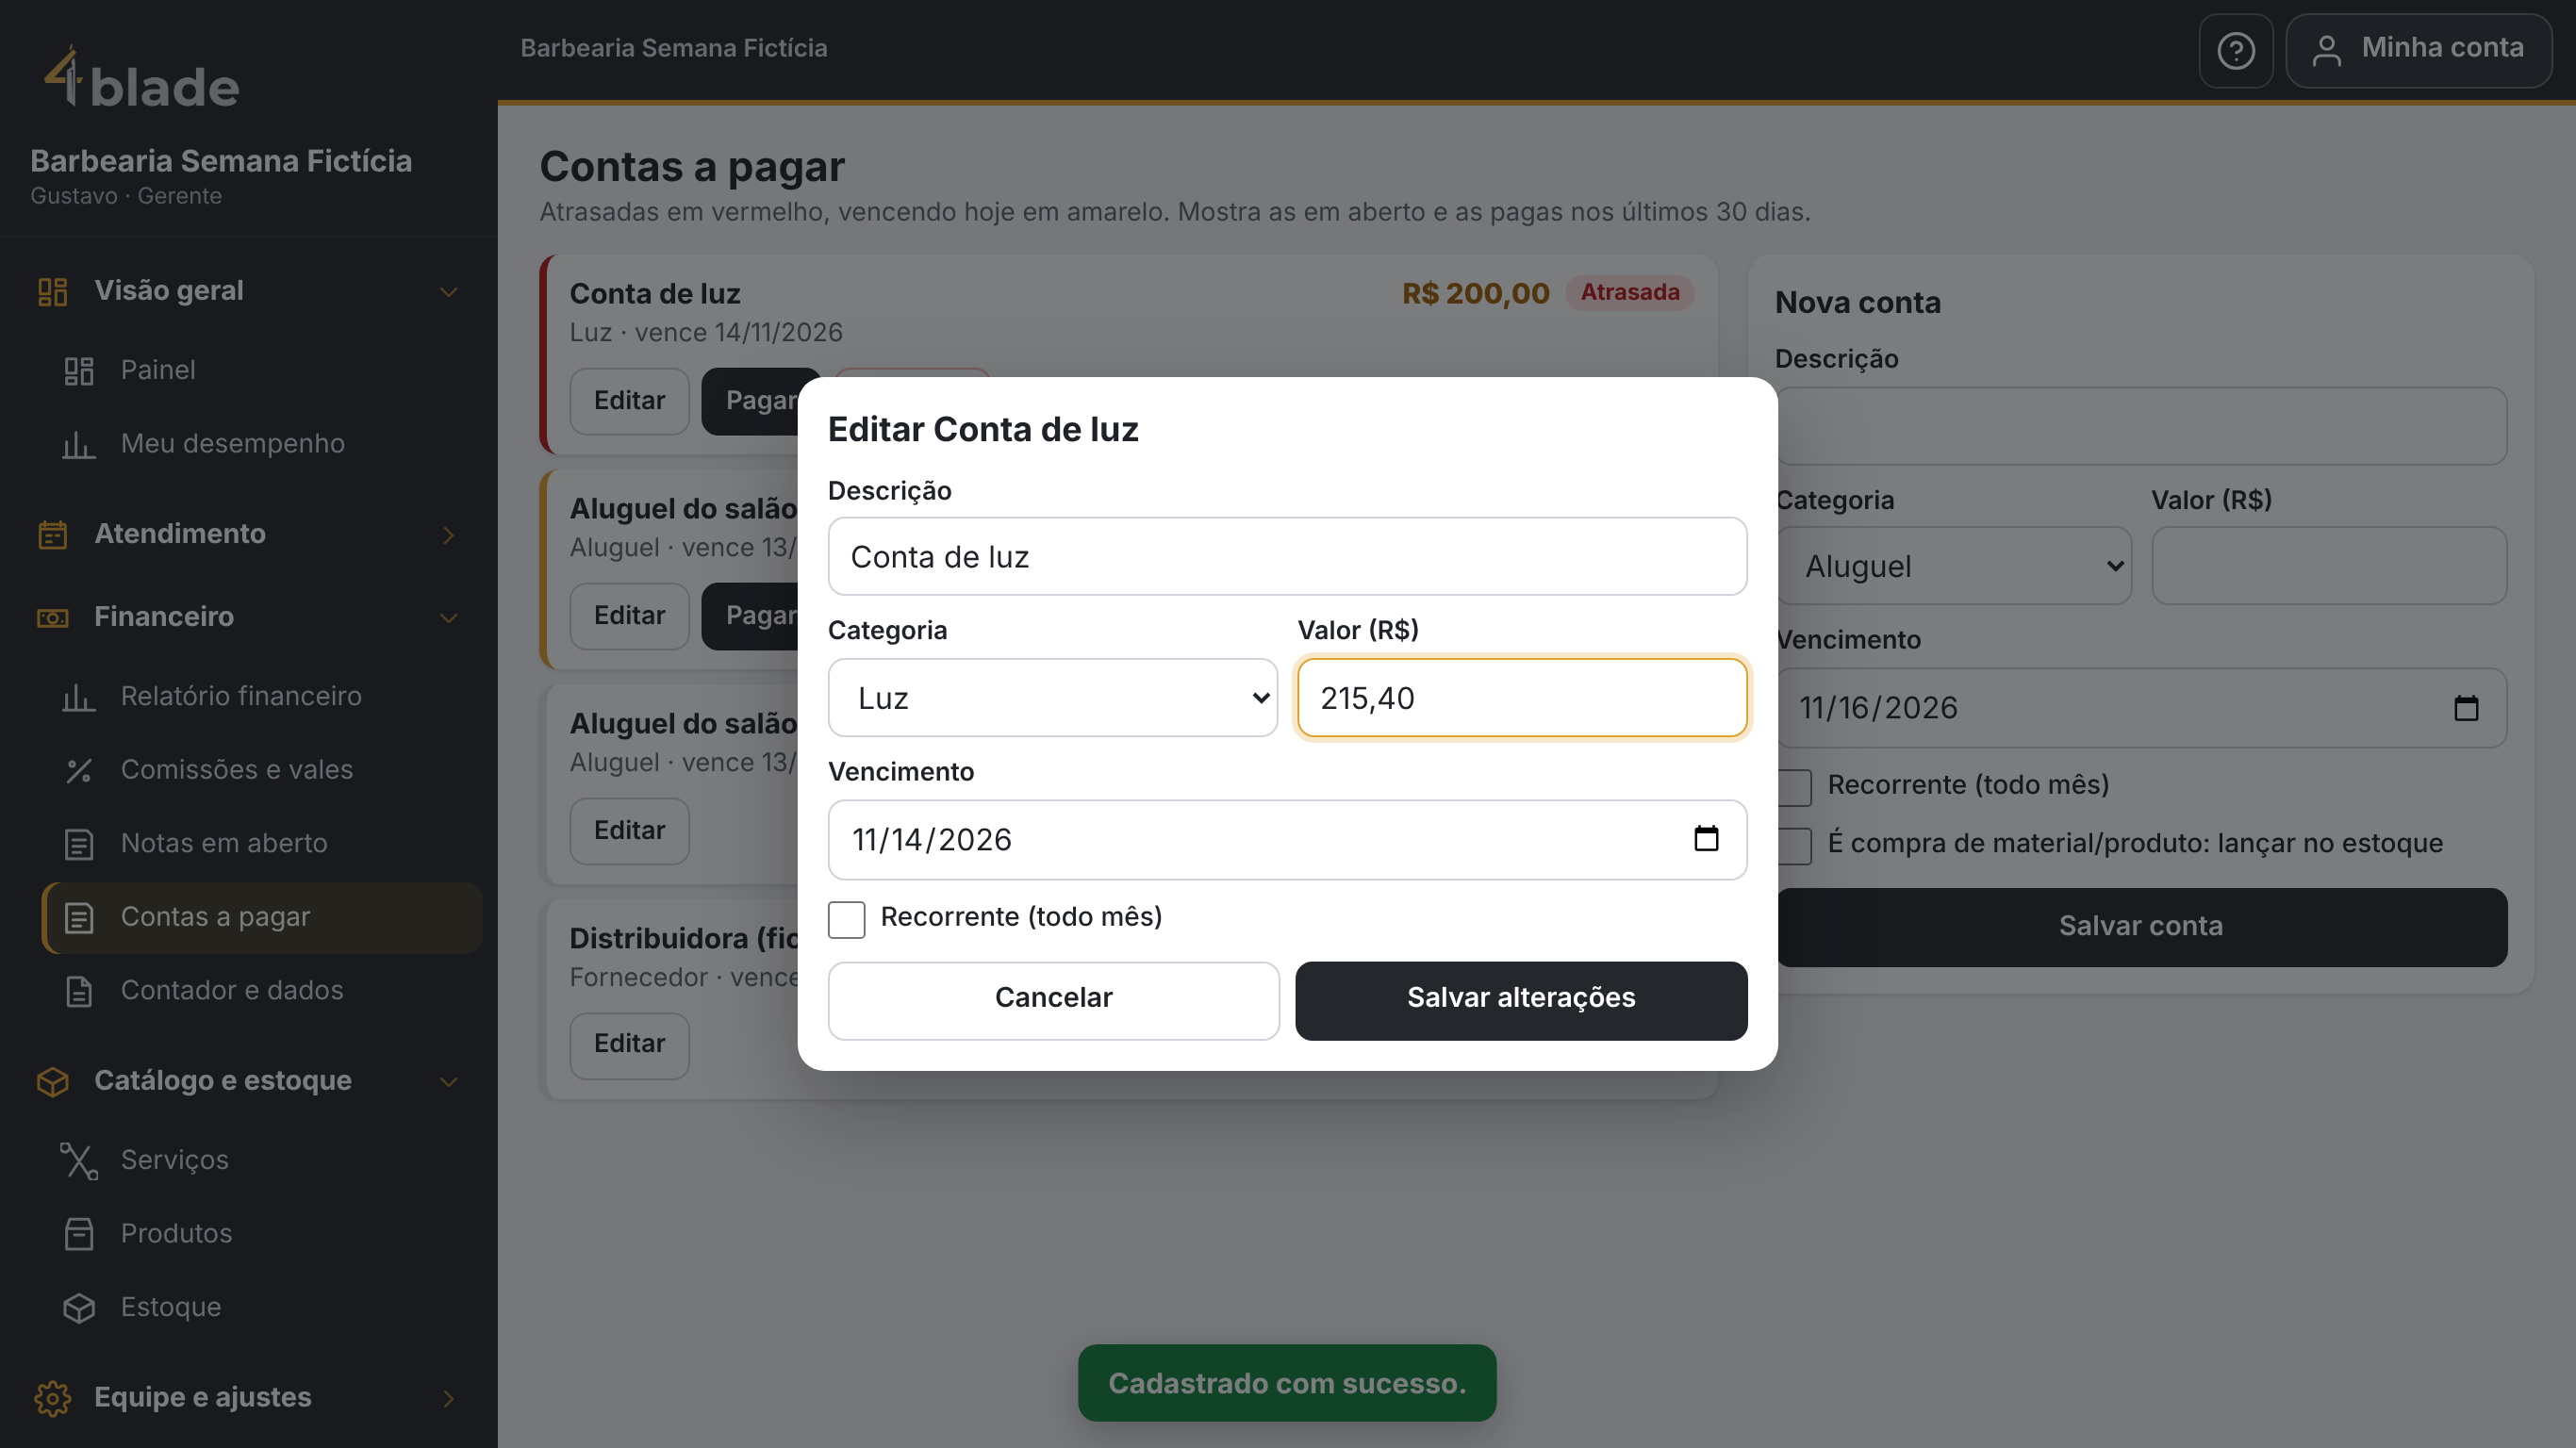 4blade
Barbearia Semana Fictícia
Gustavo · Gerente
Visão geral
Painel
Meu desempenho
Atendimento
Financeiro
Relatório financeiro
Comissões e vales
Notas em aberto
Contas a pagar
Contador e dados
Catálogo e estoque
Serviços
Produtos
Estoque
Equipe e ajustes
Barbearia Semana Fictícia
Minha conta
Contas a pagar
Atrasadas em vermelho, vencendo hoje em amarelo. Mostra as em aberto e as pagas nos últimos 30 dias.
Conta de luz
R$ 200,00 Atrasada
Luz · vence 14/11/2026
Editar Pagar
Aluguel do salão
Aluguel · vence 13/
Editar Pagar
Aluguel do salão
Aluguel · vence 13/
Editar
Distribuidora
Fornecedor · vence
Editar
Editar Conta de luz
Descrição
Conta de luz
Categoria Valor (R$)
Luz 215,40
Vencimento
11/14/2026
Recorrente (todo mês)
Cancelar Salvar alterações
Nova conta
Descrição
Categoria Valor (R$)
Aluguel
Vencimento
11/16/2026
Recorrente (todo mês)
É compra de material/produto: lançar no estoque
Salvar conta
Cadastrado com sucesso.